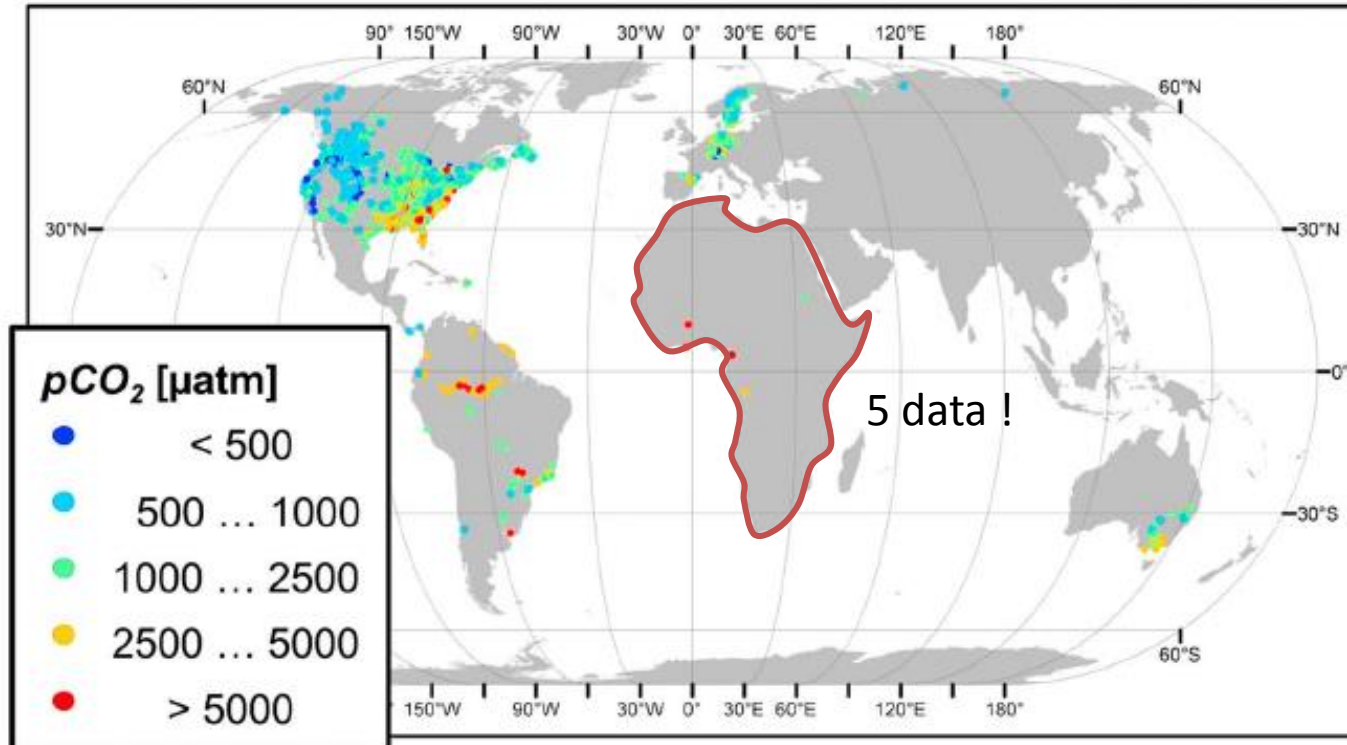 90° 150°W 90°W 30°W 0° 30°E 60°E 120°E 180°
60°N 60°N
30°N 30°N
0°
5 data !
30°S
60°S
150°W 90°W 30°W 0° 30°E 60°E 120°E 180°
pCO₂ [µatm]
< 500
500 ... 1000
1000 ... 2500
2500 ... 5000
> 5000